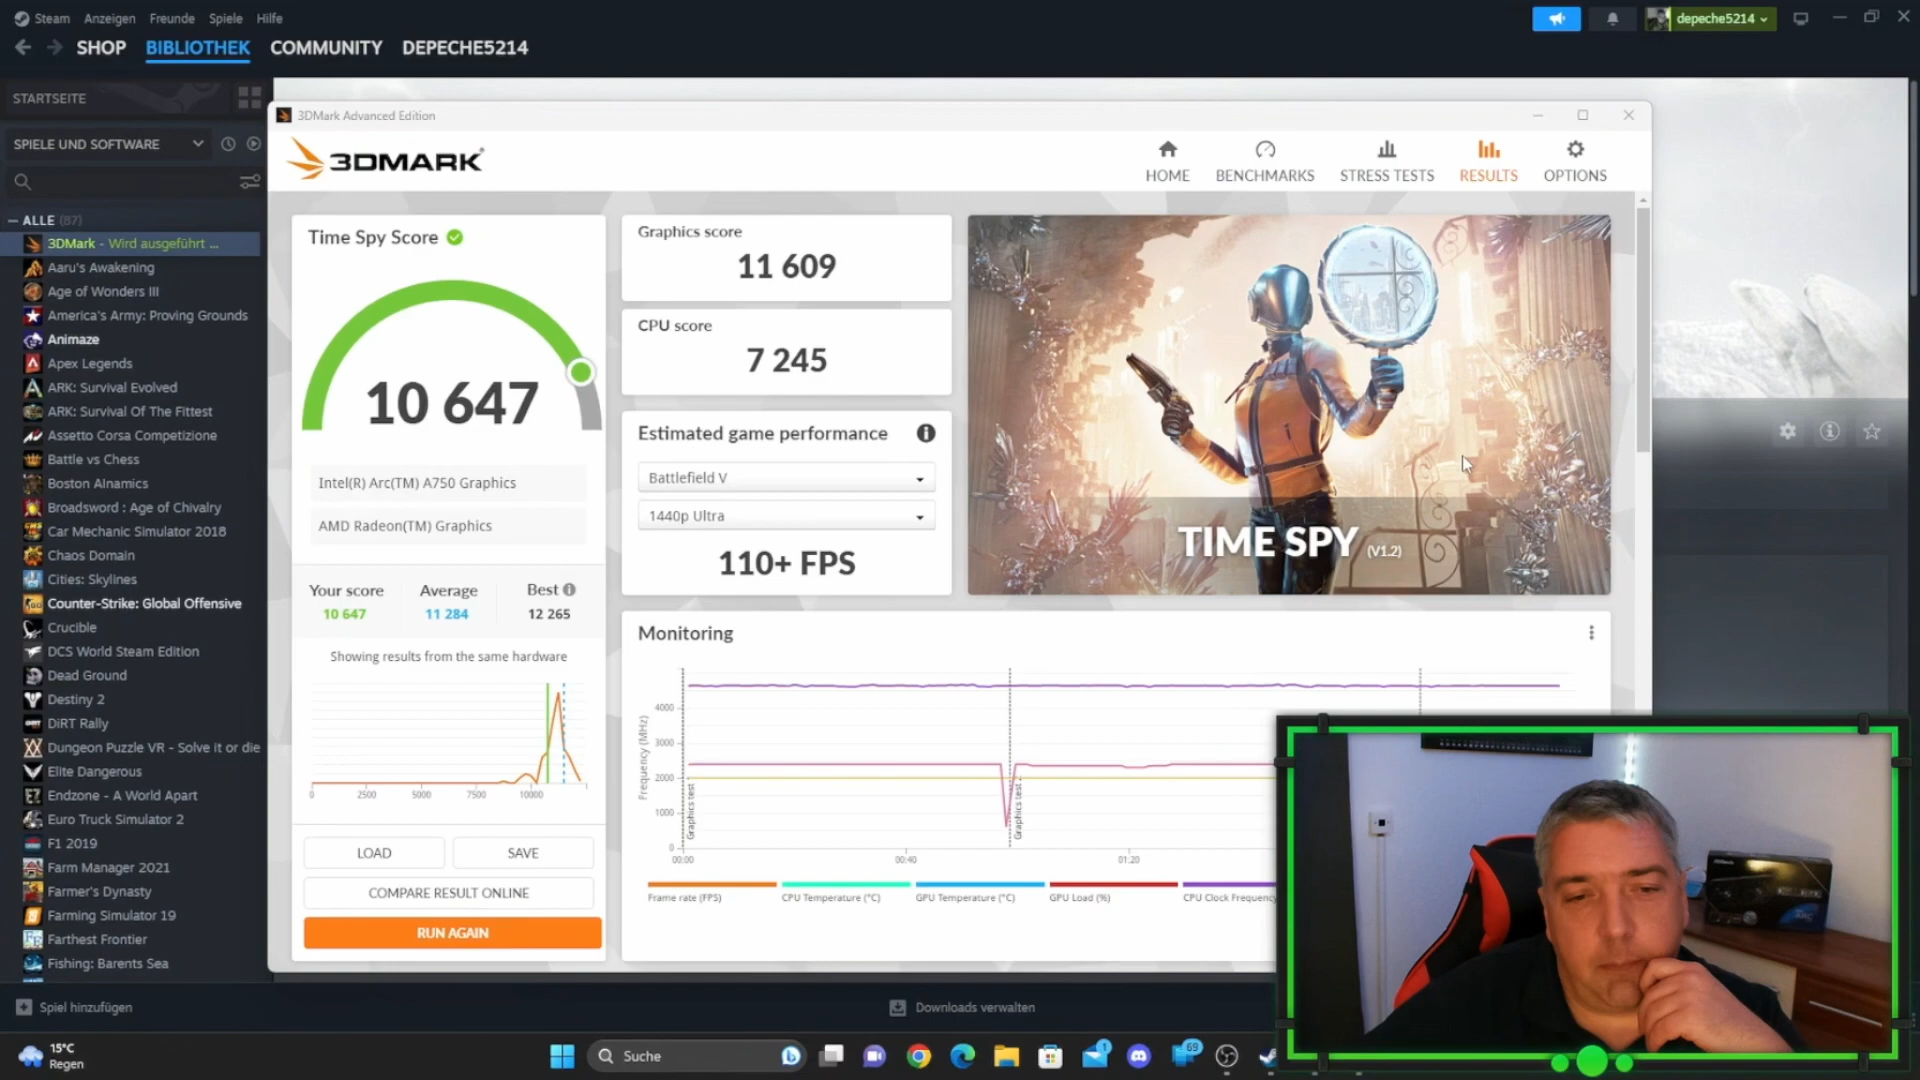 Steam Anzeigen Freunde Spiele Hilfe
depeche5214
SHOP BIBLIOTHEK COMMUNITY DEPECHE5214
STARTSEITE
SPIELE UND SOFTWARE
ALLE (87)
3DMark - Wird ausgeführt ...
Aaru's Awakening
Age of Wonders III
America's Army: Proving Grounds
Animaze
Apex Legends
ARK: Survival Evolved
ARK: Survival Of The Fittest
Assetto Corsa Competizione
Battle vs Chess
Boston AInamics
Broadsword : Age of Chivalry
Car Mechanic Simulator 2018
Chaos Domain
Cities: Skylines
Counter-Strike: Global Offensive
Crucible
DCS World Steam Edition
Dead Ground
Destiny 2
DiRT Rally
Dungeon Puzzle VR - Solve it or die
Elite Dangerous
Endzone - A World Apart
Euro Truck Simulator 2
F1 2019
Farm Manager 2021
Farmer's Dynasty
Farming Simulator 19
Farthest Frontier
Fishing: Barents Sea
3DMark Advanced Edition
3DMARK
HOME BENCHMARKS STRESS TESTS RESULTS OPTIONS
Time Spy Score
10 647
Intel(R) Arc(TM) A750 Graphics
AMD Radeon(TM) Graphics
Your score Average Best
10 647 11 284 12 265
Showing results from the same hardware
0 2500 5000 7500 10000
LOAD SAVE
COMPARE RESULT ONLINE
RUN AGAIN
Graphics score
11 609
CPU score
7 245
Estimated game performance
Battlefield V
1440p Ultra
110+ FPS
TIME SPY (V1.2)
Monitoring
Frequency (MHz)
4000
3000
2000
1000
0
Graphics test
Graphics test
00:00 00:40 01:20
Frame rate (FPS) CPU Temperature (°C) GPU Temperature (°C) GPU Load (%) CPU Clock Frequency
Spiel hinzufügen
Downloads verwalten
15°C
Regen
Suche
1
69